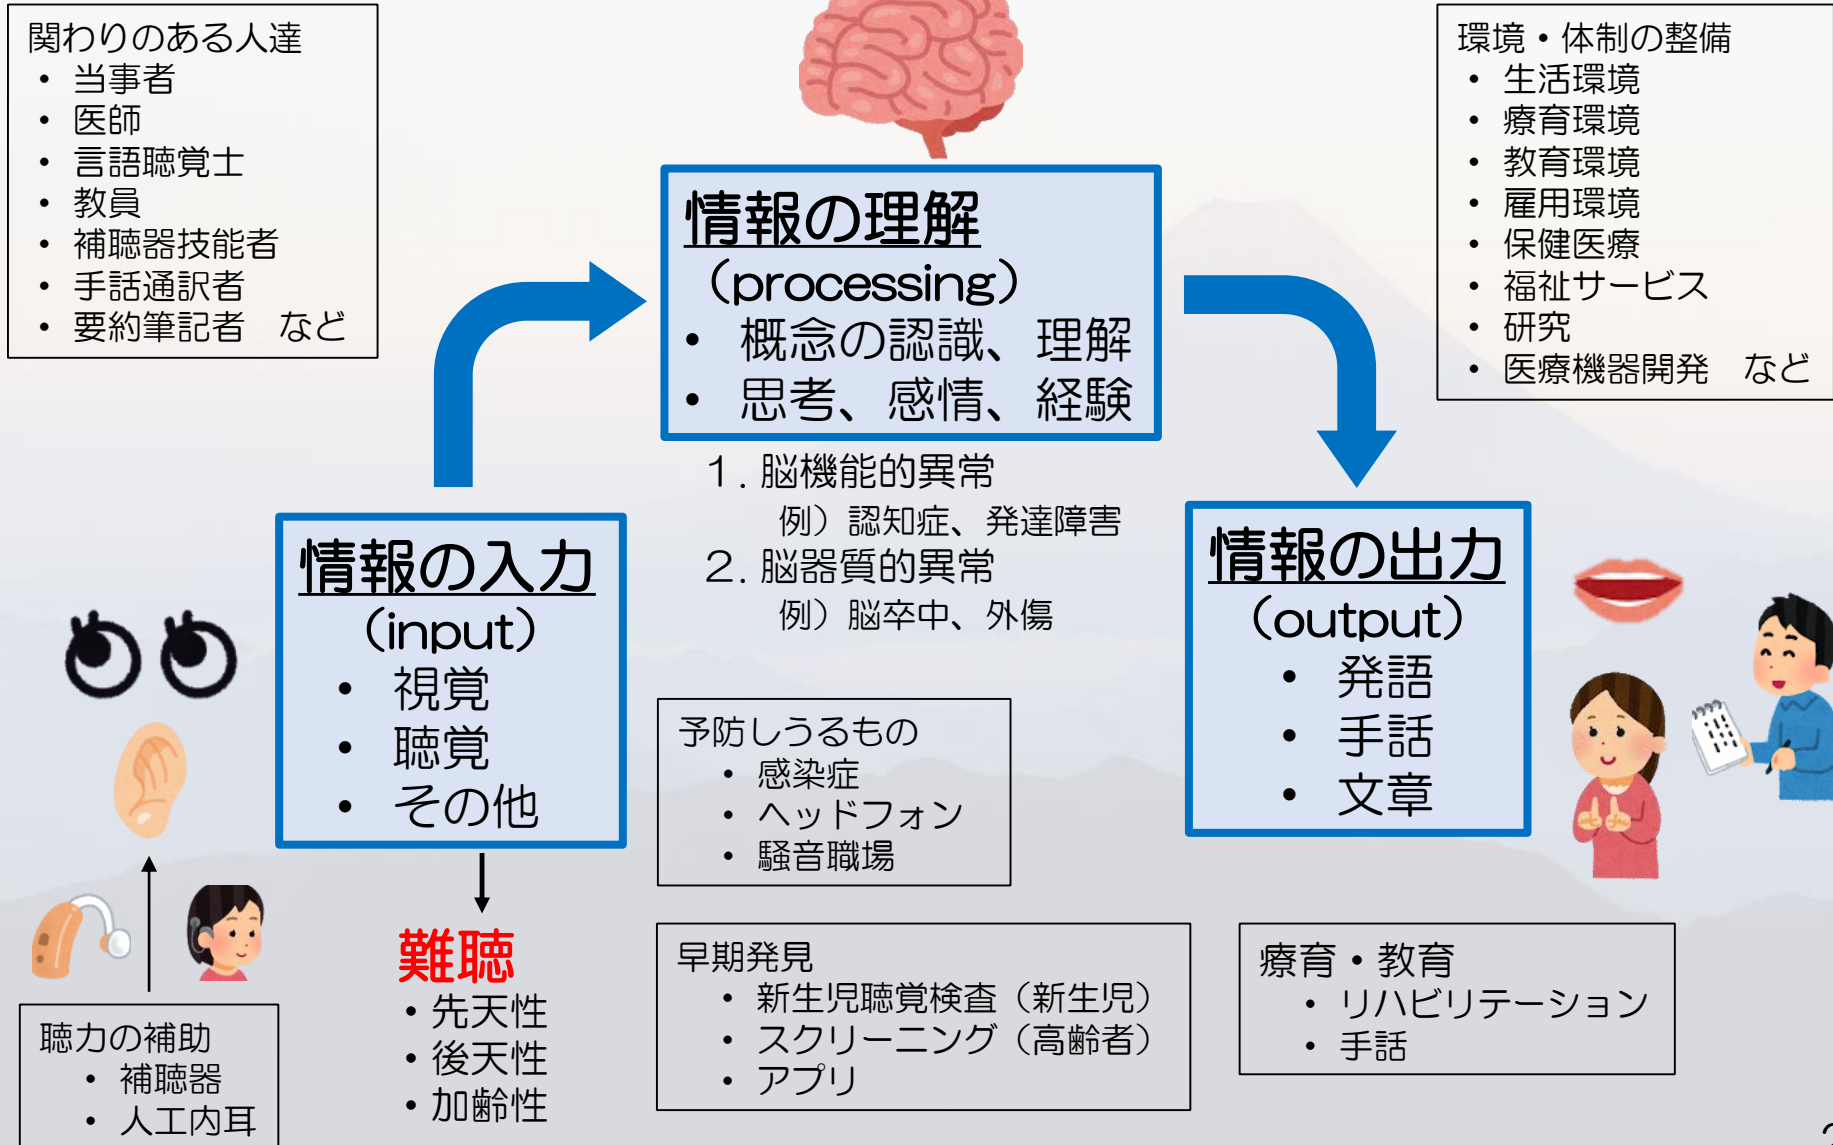 関わりのある人達
・ 当事者
・ 医師
・ 言語聴覚士
・ 教員
・ 補聴器技能者
・ 手話通訳者
・ 要約筆記者　など
情報の理解
（processing）
・ 概念の認識、理解
・ 思考、感情、経験
環境・体制の整備
・ 生活環境
・ 療育環境
・ 教育環境
・ 雇用環境
・ 保健医療
・ 福祉サービス
・ 研究
・ 医療機器開発　など
１．脳機能的異常
例）認知症、発達障害
２．脳器質的異常
例）脳卒中、外傷
情報の入力
（input）
・ 視覚
・ 聴覚
・ その他
情報の出力
（output）
・ 発語
・ 手話
・ 文章
予防しうるもの
・ 感染症
・ ヘッドフォン
・ 騒音職場
難聴
・先天性
・後天性
・加齢性
聴力の補助
・ 補聴器
・ 人工内耳
早期発見
・ 新生児聴覚検査（新生児）
・ スクリーニング（高齢者）
・ アプリ
療育・教育
・ リハビリテーション
・ 手話